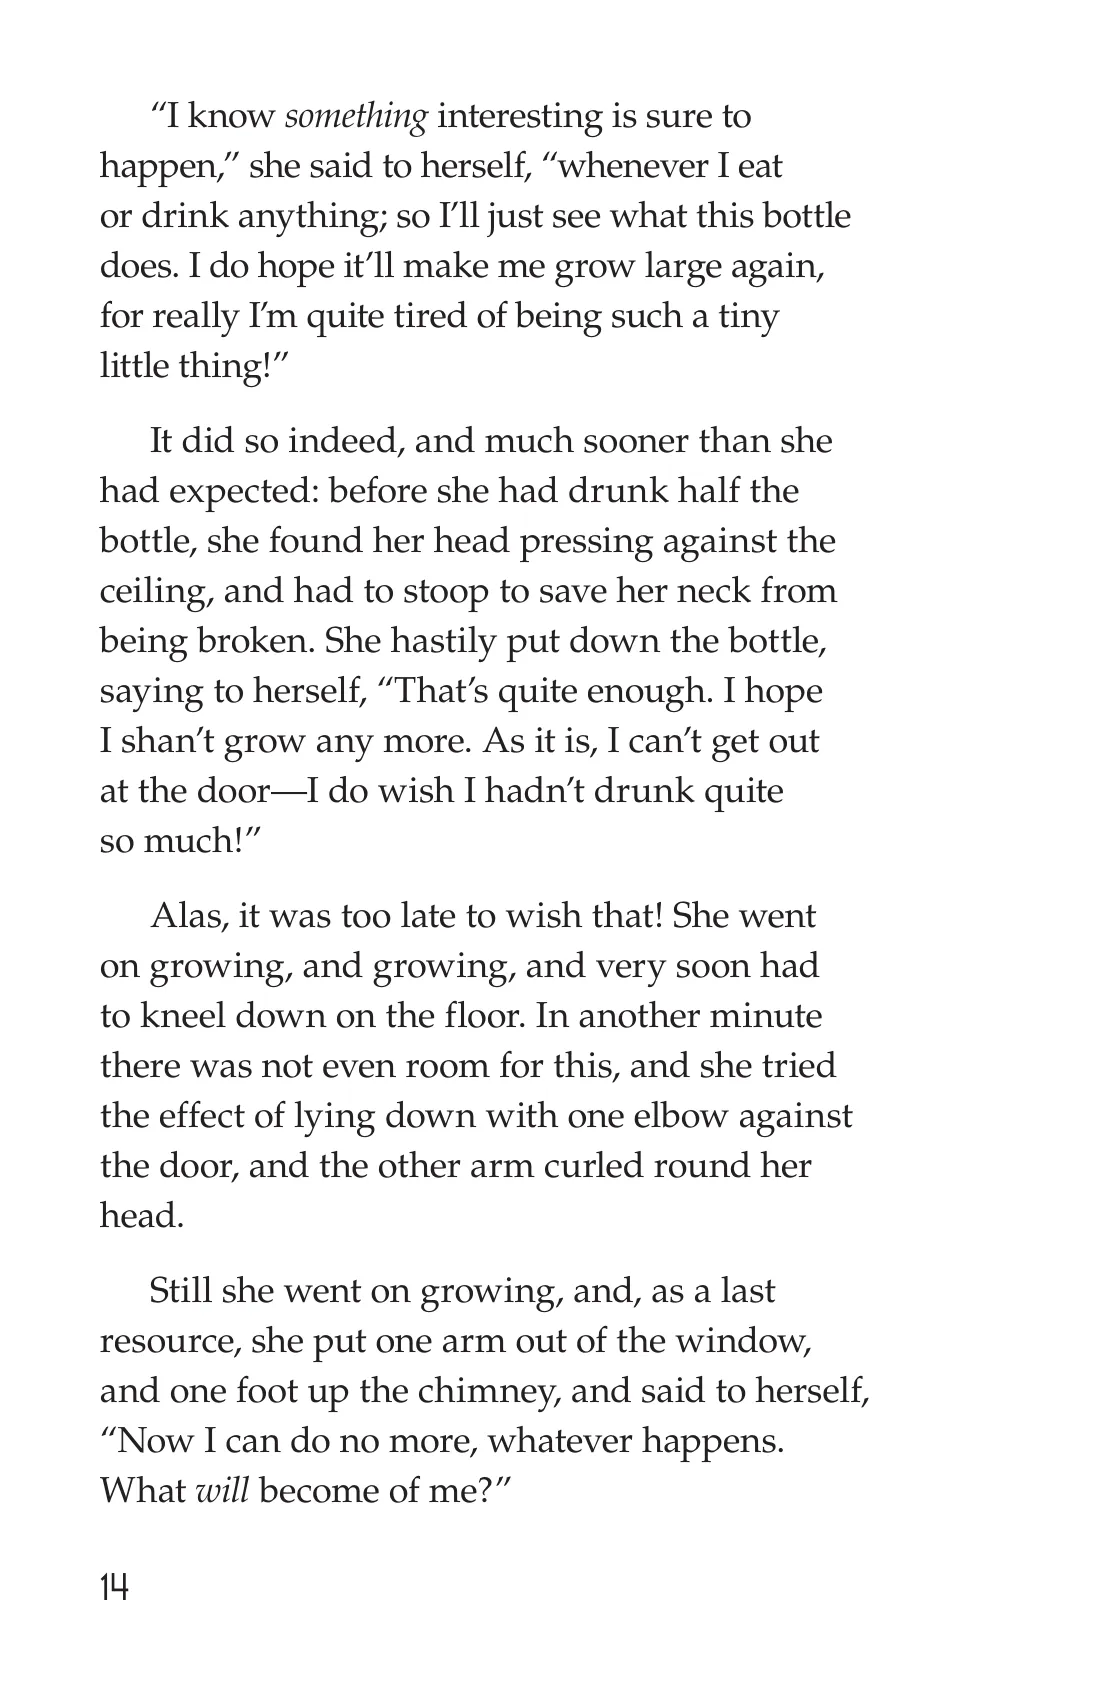 “I know something interesting is sure to
happen,” she said to herself, “whenever I eat
or drink anything; so I’ll just see what this bottle
does. I do hope it’ll make me grow large again,
for really I’m quite tired of being such a tiny
little thing!”
It did so indeed, and much sooner than she
had expected: before she had drunk half the
bottle, she found her head pressing against the
ceiling, and had to stoop to save her neck from
being broken. She hastily put down the bottle,
saying to herself, “That’s quite enough. I hope
I shan’t grow any more. As it is, I can’t get out
at the door—I do wish I hadn’t drunk quite
so much!”
Alas, it was too late to wish that! She went
on growing, and growing, and very soon had
to kneel down on the floor. In another minute
there was not even room for this, and she tried
the effect of lying down with one elbow against
the door, and the other arm curled round her
head.
Still she went on growing, and, as a last
resource, she put one arm out of the window,
and one foot up the chimney, and said to herself,
“Now I can do no more, whatever happens.
What will become of me?”
14